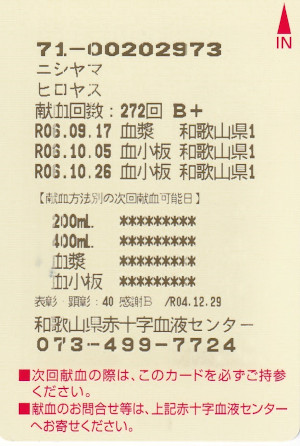 IN
71-00202973
ニシヤマ
ヒロヤス
献血回数:272回 B+
R06.09.17 血漿 和歌山県1
R06.10.05 血小板 和歌山県1
R06.10.26 血小板 和歌山県1
【献血方法別の次回献血可能日】
200mL *********
400mL *********
血漿 *********
血小板 *********
表彰・顕彰:40 感謝B /R04.12.29
和歌山県赤十字血液センター
073-499-7724
■次回献血の際は、このカードを必ずご持参
ください。
■献血のお問合せ等は、上記赤十字血液センター
へお寄せください。